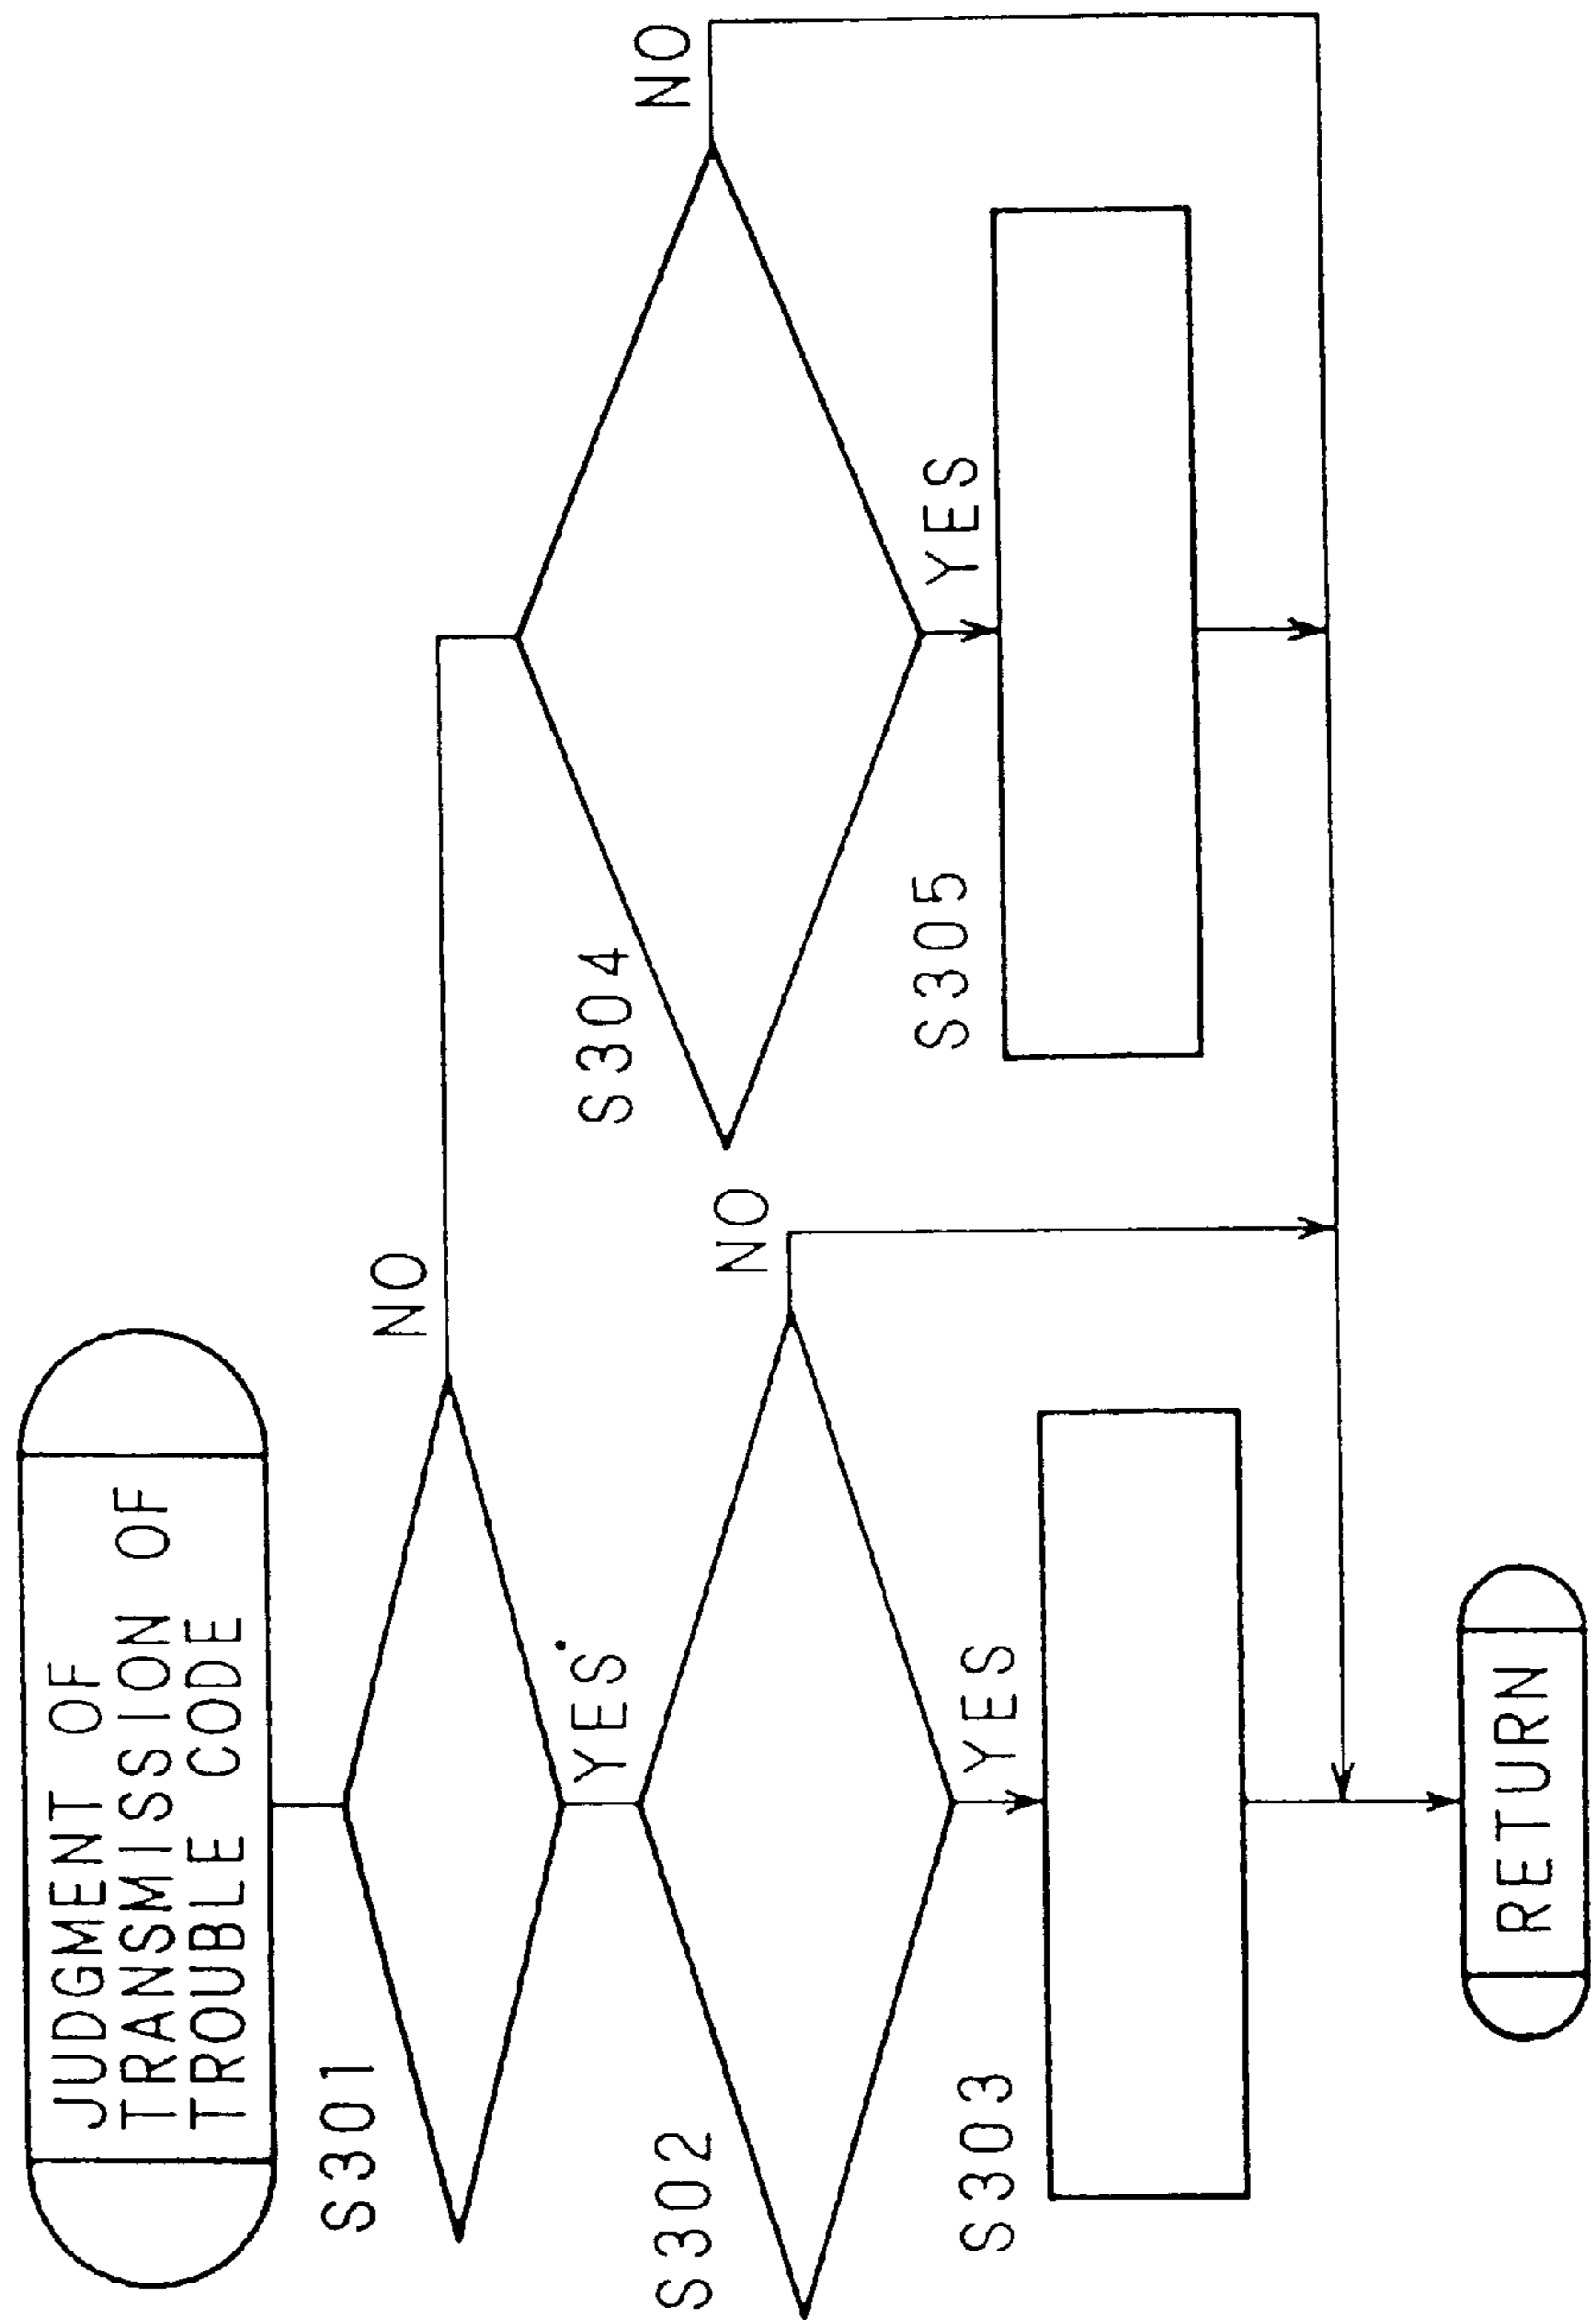 JUDGMENT OF
TRANSMISSION OF
TROUBLE CODE
S301
NO
YES
S302
NO
YES
S303
S304
NO
YES
S305
RETURN